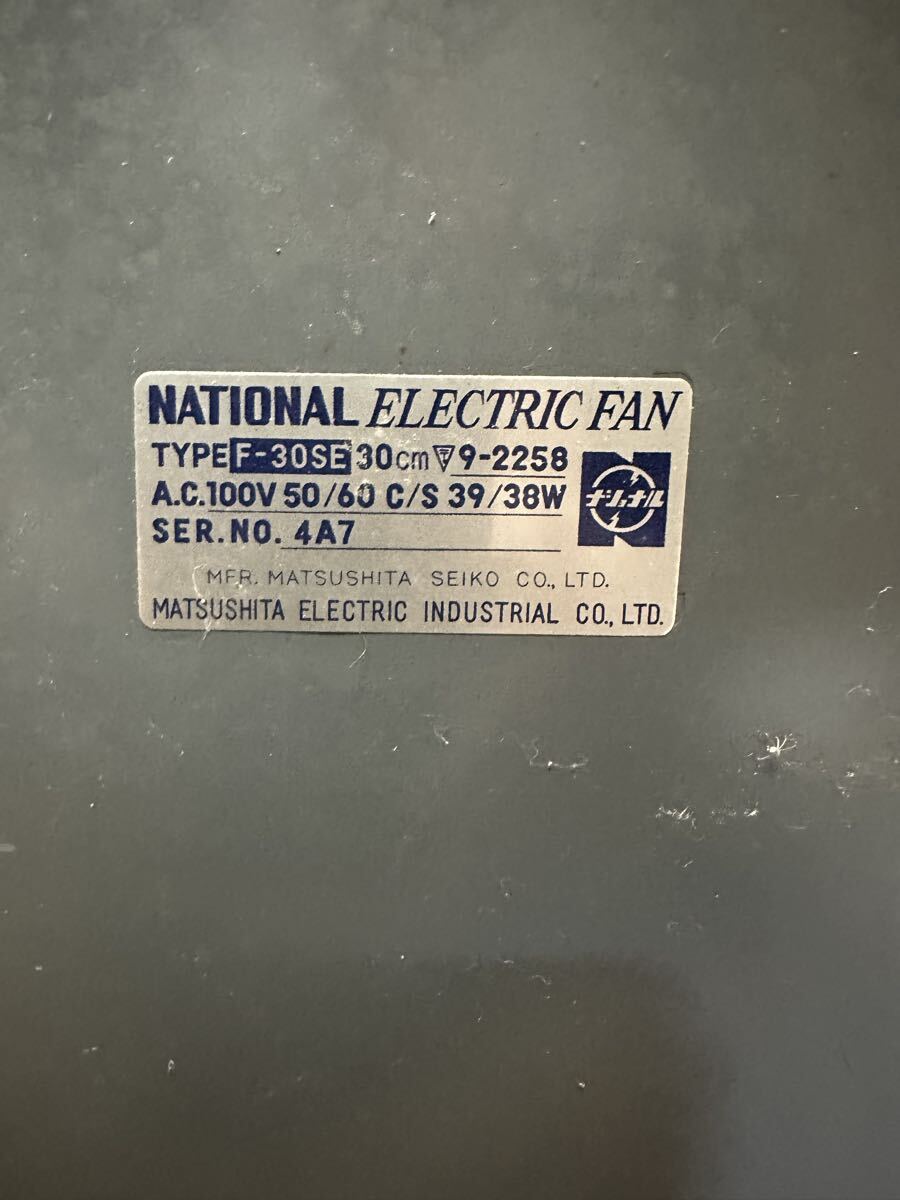 NATIONAL ELECTRIC FAN
TYPE F-30SE 30cm 〒 9-2258
A.C.100V 50/60 C/S 39/38W
SER.NO. 4A7
ナショナル
MFR. MATSUSHITA SEIKO CO., LTD.
MATSUSHITA ELECTRIC INDUSTRIAL CO., LTD.